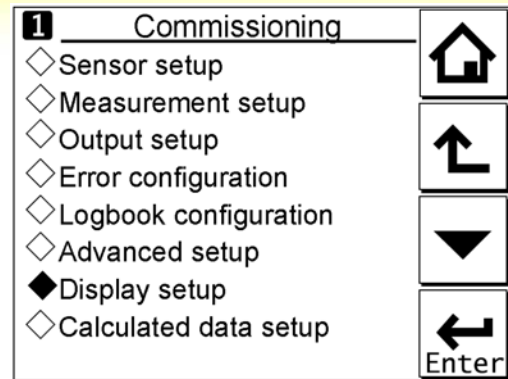 1 Commissioning
Sensor setup
Measurement setup
Output setup
Error configuration
Logbook configuration
Advanced setup
Display setup
Calculated data setup
Enter